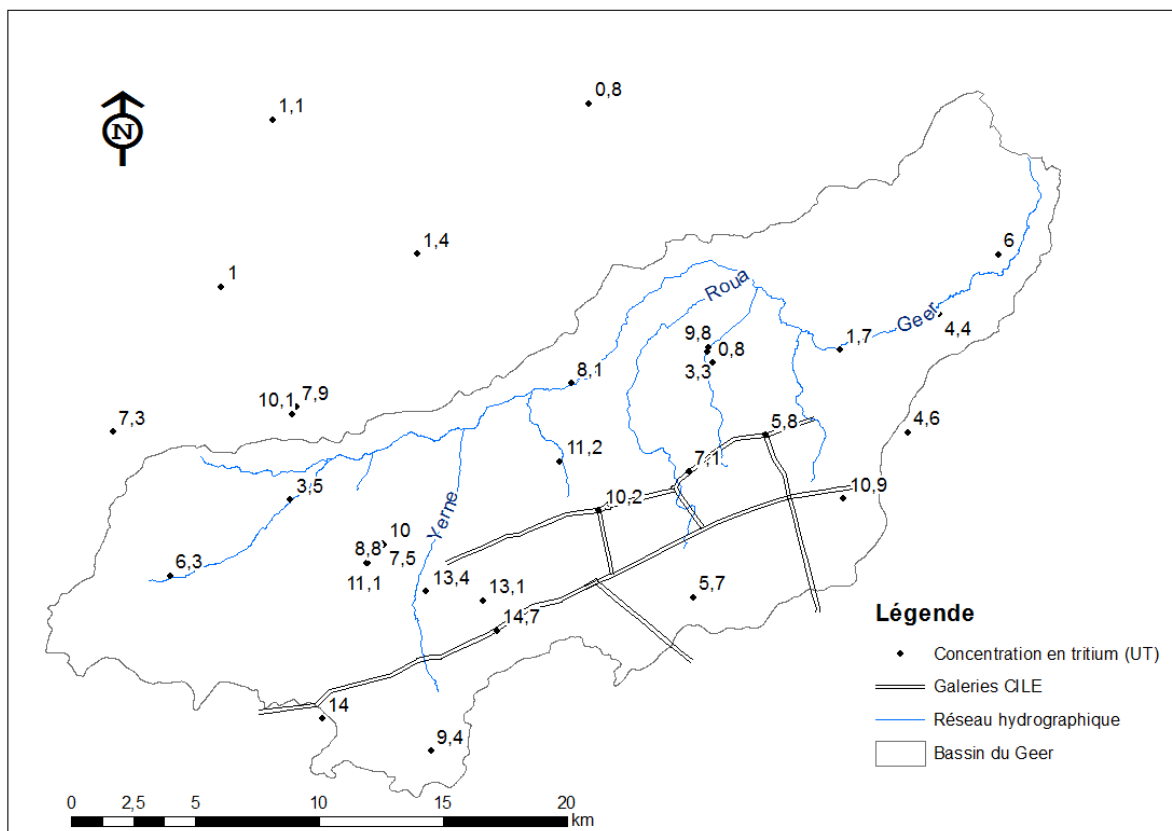 0,8
1,1
N
1,4
6
1
Roua
Geer
4,4
9,8
1,7
0,8
3,3
8,1
7,9
10,1
7,3
5,8
4,6
11,2
7,1
10,9
3,5
10,2
Yerne
10
8,8
7,5
6,3
11,1
13,4
13,1
5,7
14,7
14
9,4
Légende
Concentration en tritium (UT)
Galeries CILE
Réseau hydrographique
Bassin du Geer
0 2,5 5 10 15 20
km